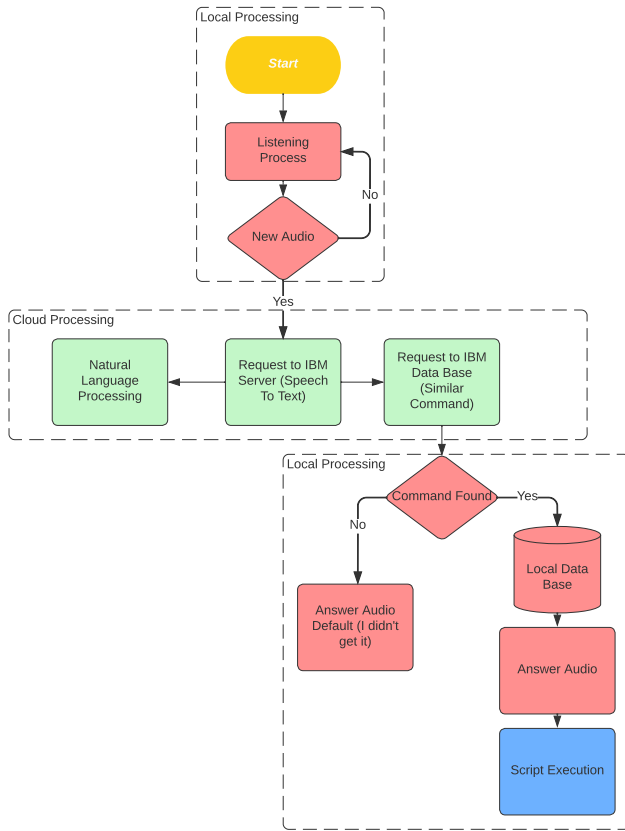 Local Processing
Start
Listening
Process
No
New Audio
Yes
Cloud Processing
Natural
Language
Processing
Request to IBM
Server (Speech
To Text)
Request to IBM
Data Base
(Similar
Command)
Local Processing
Command Found
Yes
No
Local Data
Base
Answer Audio
Default (I didn't
get it)
Answer Audio
Script Execution